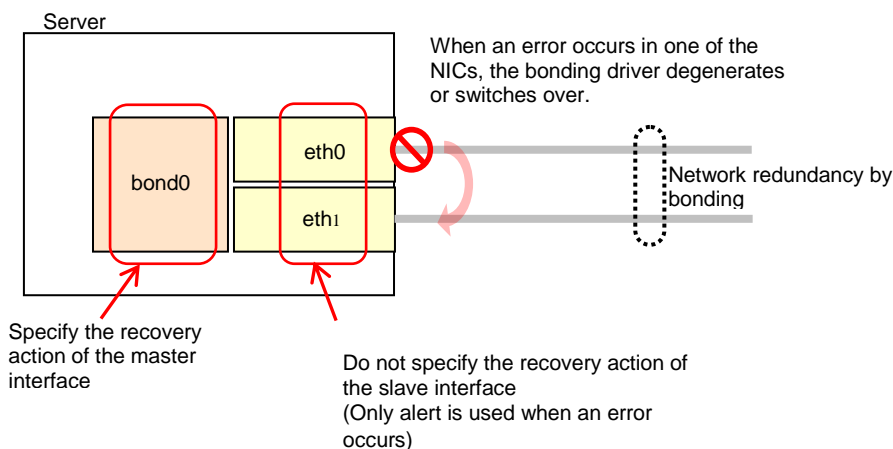 Server
When an error occurs in one of the
NICs, the bonding driver degenerates
or switches over.
eth0
bond0
eth1
Network redundancy by
bonding
Specify the recovery
action of the master
interface
Do not specify the recovery action of
the slave interface
(Only alert is used when an error
occurs)